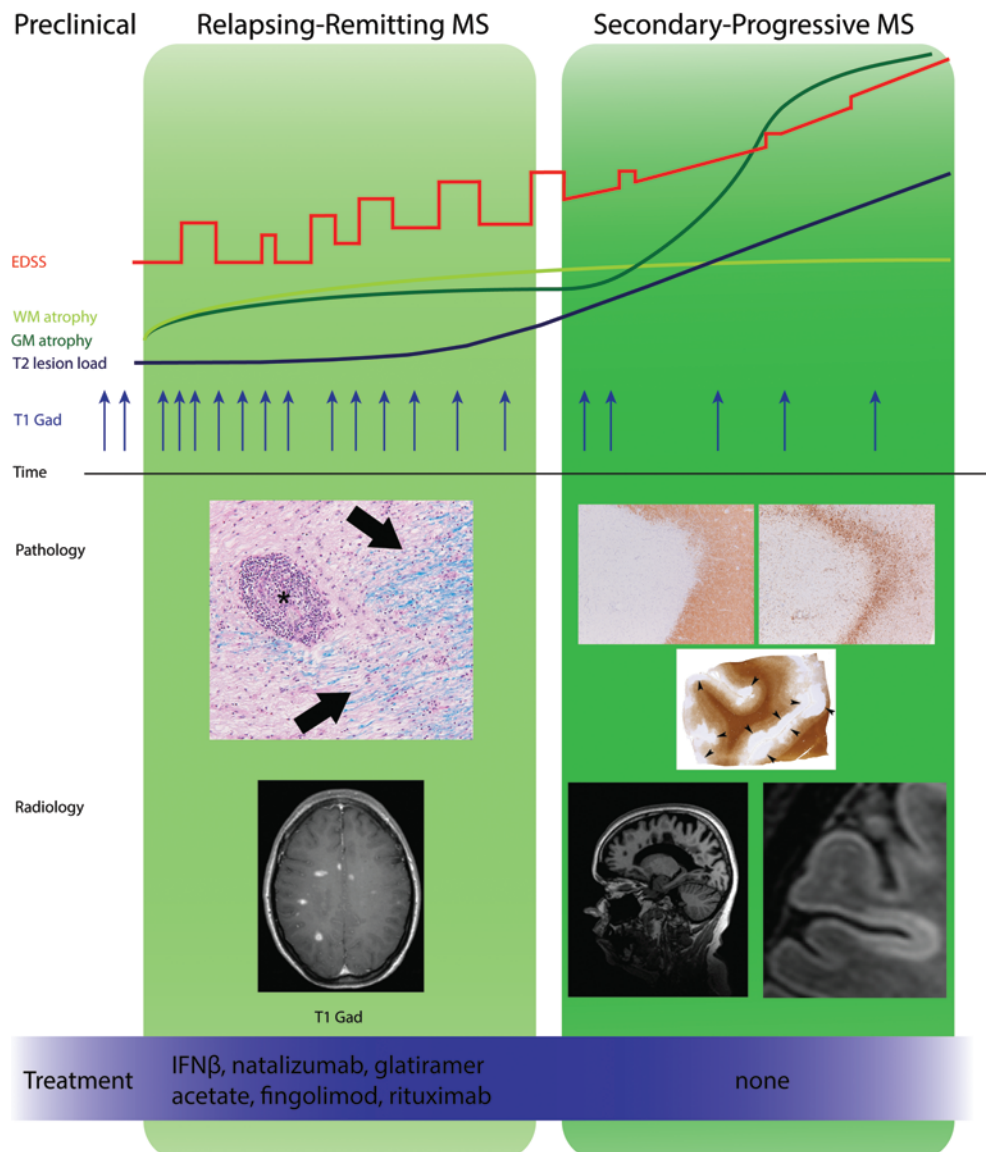 Preclinical
Relapsing-Remitting MS
Secondary-Progressive MS
EDSS
WM atrophy
GM atrophy
T2 lesion load
T1 Gad
Time
Pathology
*
Radiology
T1 Gad
Treatment
IFNβ, natalizumab, glatiramer
acetate, fingolimod, rituximab
none